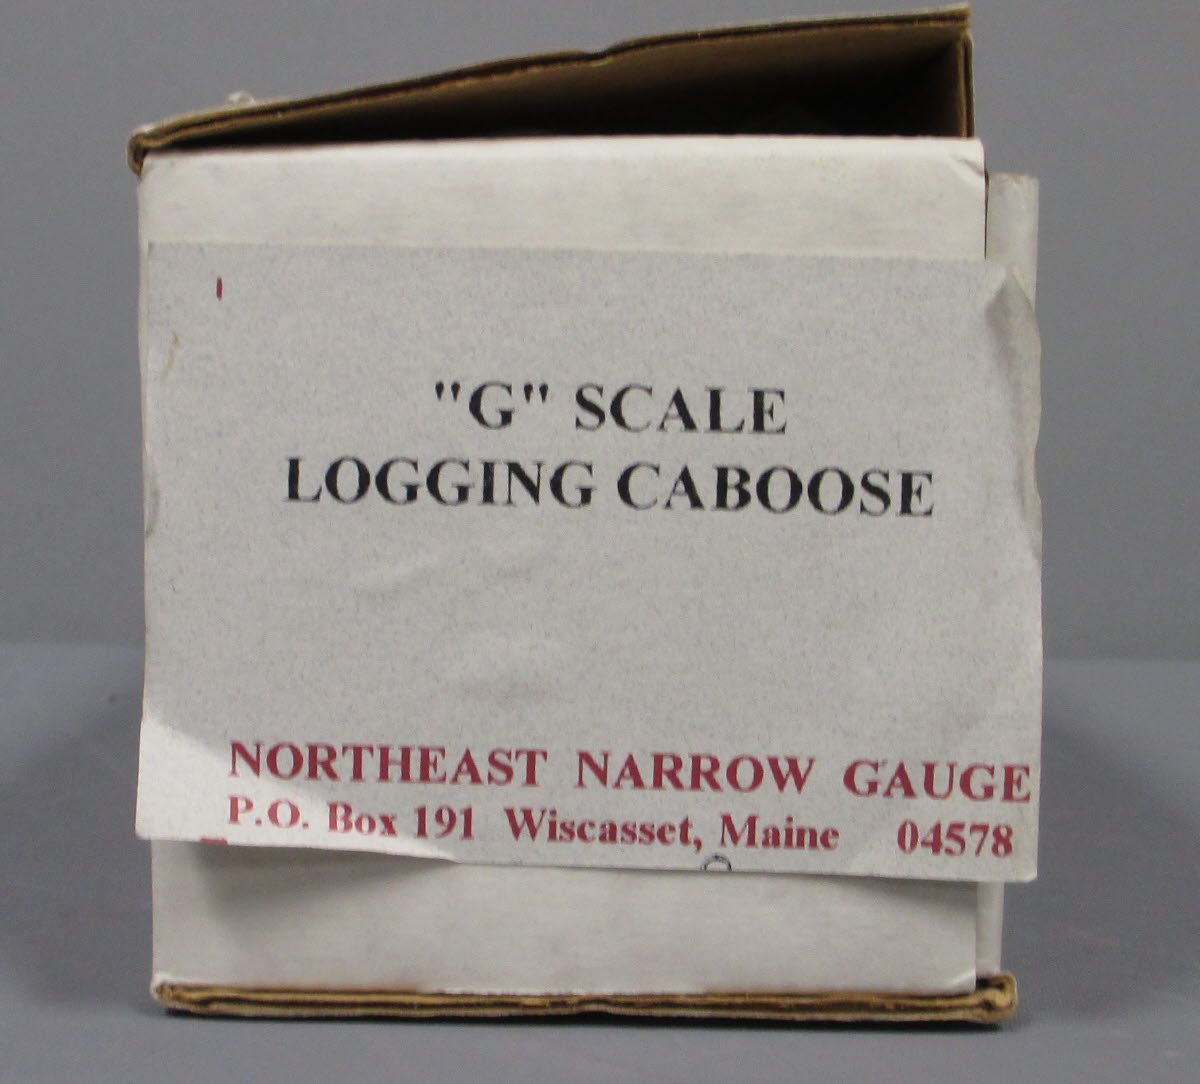 "G" SCALE
LOGGING CABOOSE
NORTHEAST NARROW GAUGE
P.O. Box 191 Wiscasset, Maine 04578